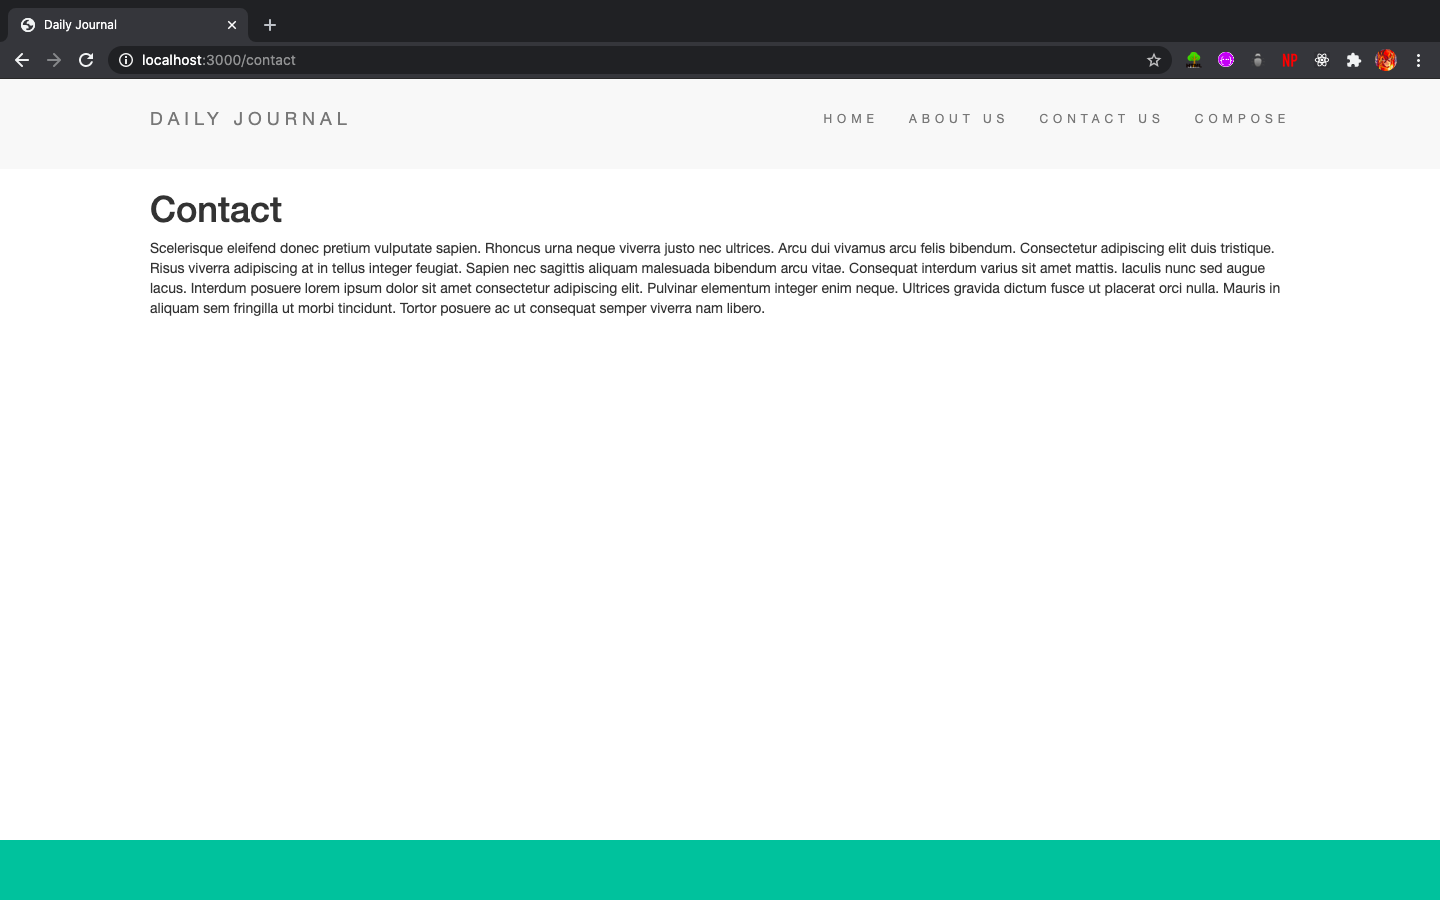 Daily Journal
localhost:3000/contact
NP
DAILY JOURNAL
HOME ABOUT US CONTACT US COMPOSE
Contact
Scelerisque eleifend donec pretium vulputate sapien. Rhoncus urna neque viverra justo nec ultrices. Arcu dui vivamus arcu felis bibendum. Consectetur adipiscing elit duis tristique.
Risus viverra adipiscing at in tellus integer feugiat. Sapien nec sagittis aliquam malesuada bibendum arcu vitae. Consequat interdum varius sit amet mattis. Iaculis nunc sed augue
lacus. Interdum posuere lorem ipsum dolor sit amet consectetur adipiscing elit. Pulvinar elementum integer enim neque. Ultrices gravida dictum fusce ut placerat orci nulla. Mauris in
aliquam sem fringilla ut morbi tincidunt. Tortor posuere ac ut consequat semper viverra nam libero.